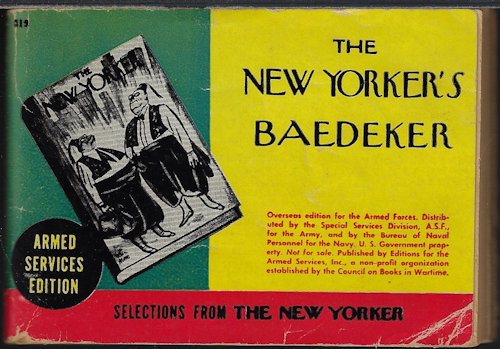 319
THE
NEW YORKER
THE
NEW YORKER'S
BAEDEKER
Overseas edition for the Armed Forces. Distrib-
uted by the Special Services Division, A.S.F.,
for the Army, and by the Bureau of Naval
Personnel for the Navy. U. S. Government prop-
erty. Not for sale. Published by Editions for the
Armed Services, Inc., a non-profit organization
established by the Council on Books in Wartime.
ARMED
SERVICES
EDITION
SELECTIONS FROM THE NEW YORKER